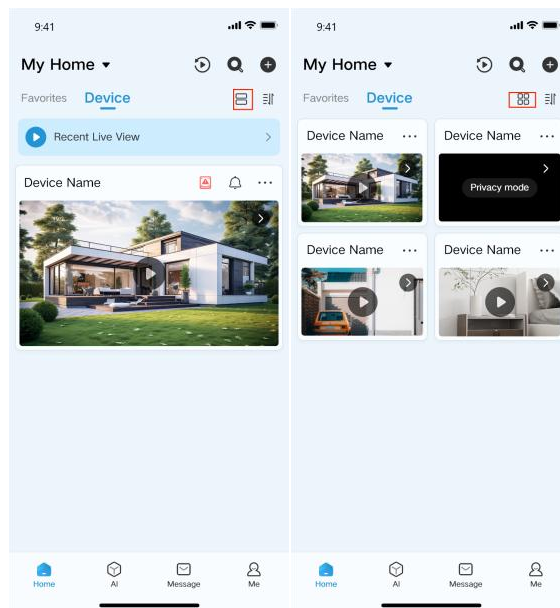 9:41
My Home
Favorites Device
Recent Live View
Device Name
Home AI Message Me
9:41
My Home
Favorites Device
Device Name Device Name
Privacy mode
Device Name Device Name
Home AI Message Me